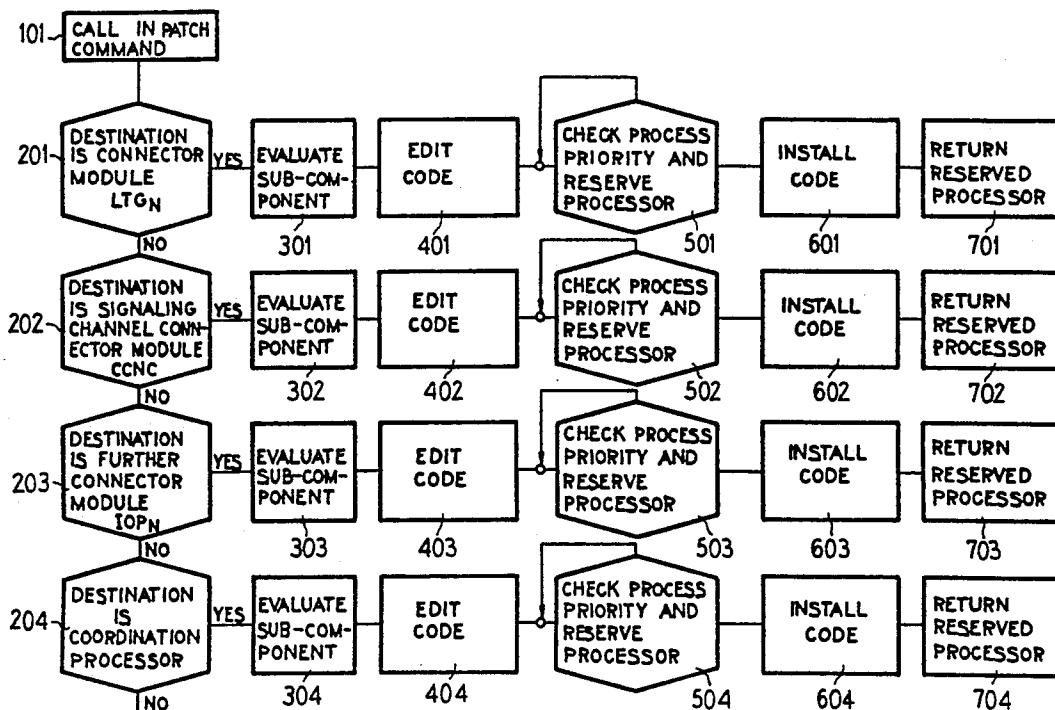 101
CALL IN PATCH
COMMAND
201
DESTINATION
IS CONNECTOR
MODULE
LTGN
YES
NO
EVALUATE
SUB-COM-
PONENT
301
EDIT
CODE
401
CHECK PROCESS
PRIORITY AND
RESERVE
PROCESSOR
501
INSTALL
CODE
601
RETURN
RESERVED
PROCESSOR
701
202
DESTINATION
IS SIGNALING
CHANNEL CONN-
ECTOR MODULE
CCNC
YES
NO
EVALUATE
SUB-COM-
PONENT
302
EDIT
CODE
402
CHECK PROCESS
PRIORITY AND
RESERVE
PROCESSOR
502
INSTALL
CODE
602
RETURN
RESERVED
PROCESSOR
702
203
DESTINATION
IS FURTHER
CONNECTOR
MODULE
IOPN
YES
NO
EVALUATE
SUB-COM-
PONENT
303
EDIT
CODE
403
CHECK PROCESS
PRIORITY AND
RESERVE
PROCESSOR
503
INSTALL
CODE
603
RETURN
RESERVED
PROCESSOR
703
204
DESTINATION
IS
COORDINATION
PROCESSOR
YES
NO
EVALUATE
SUB-COM-
PONENT
304
EDIT
CODE
404
CHECK PROCESS
PRIORITY AND
RESERVE
PROCESSOR
504
INSTALL
CODE
604
RETURN
RESERVED
PROCESSOR
704